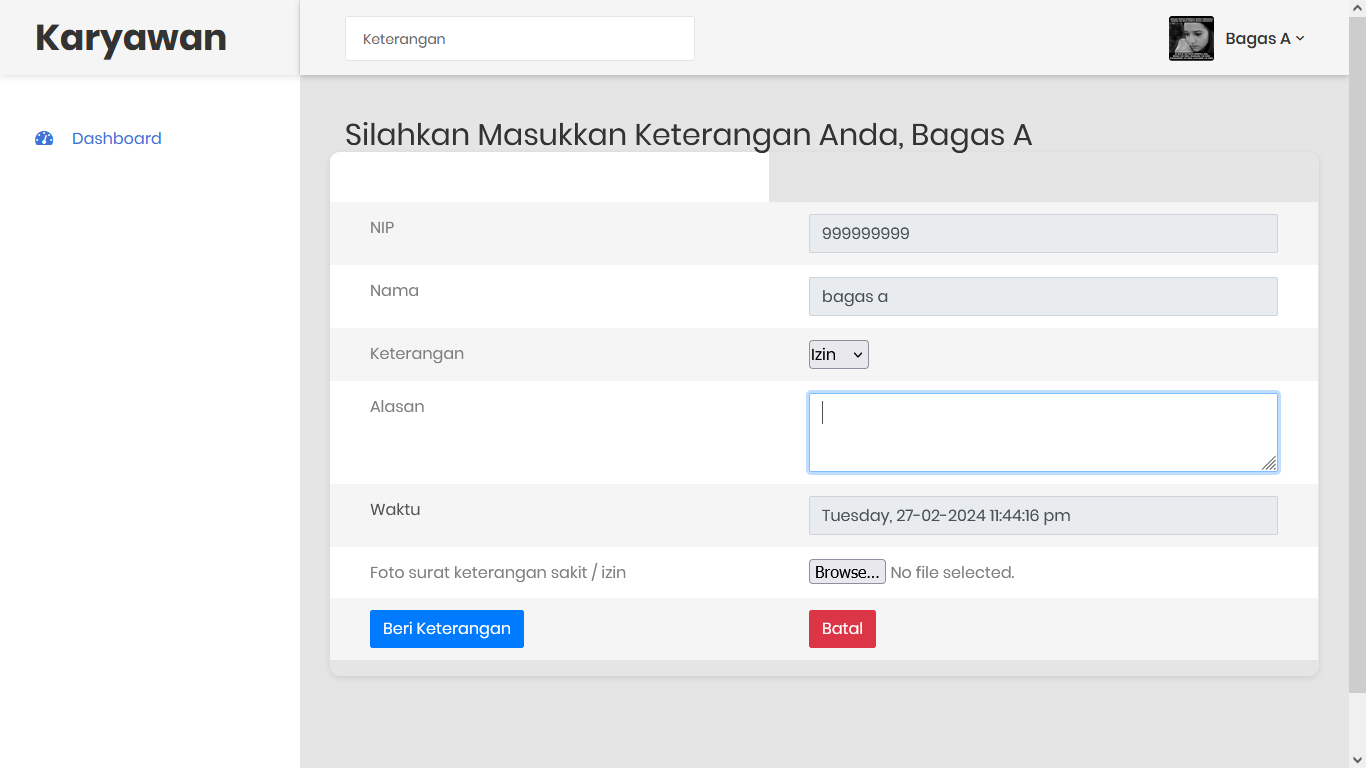 Karyawan
Keterangan
Bagas A
Dashboard
Silahkan Masukkan Keterangan Anda, Bagas A
NIP
999999999
Nama
bagas a
Keterangan
Izin
Alasan
Waktu
Tuesday, 27-02-2024 11:44:16 pm
Foto surat keterangan sakit / izin
Browse... No file selected.
Beri Keterangan
Batal